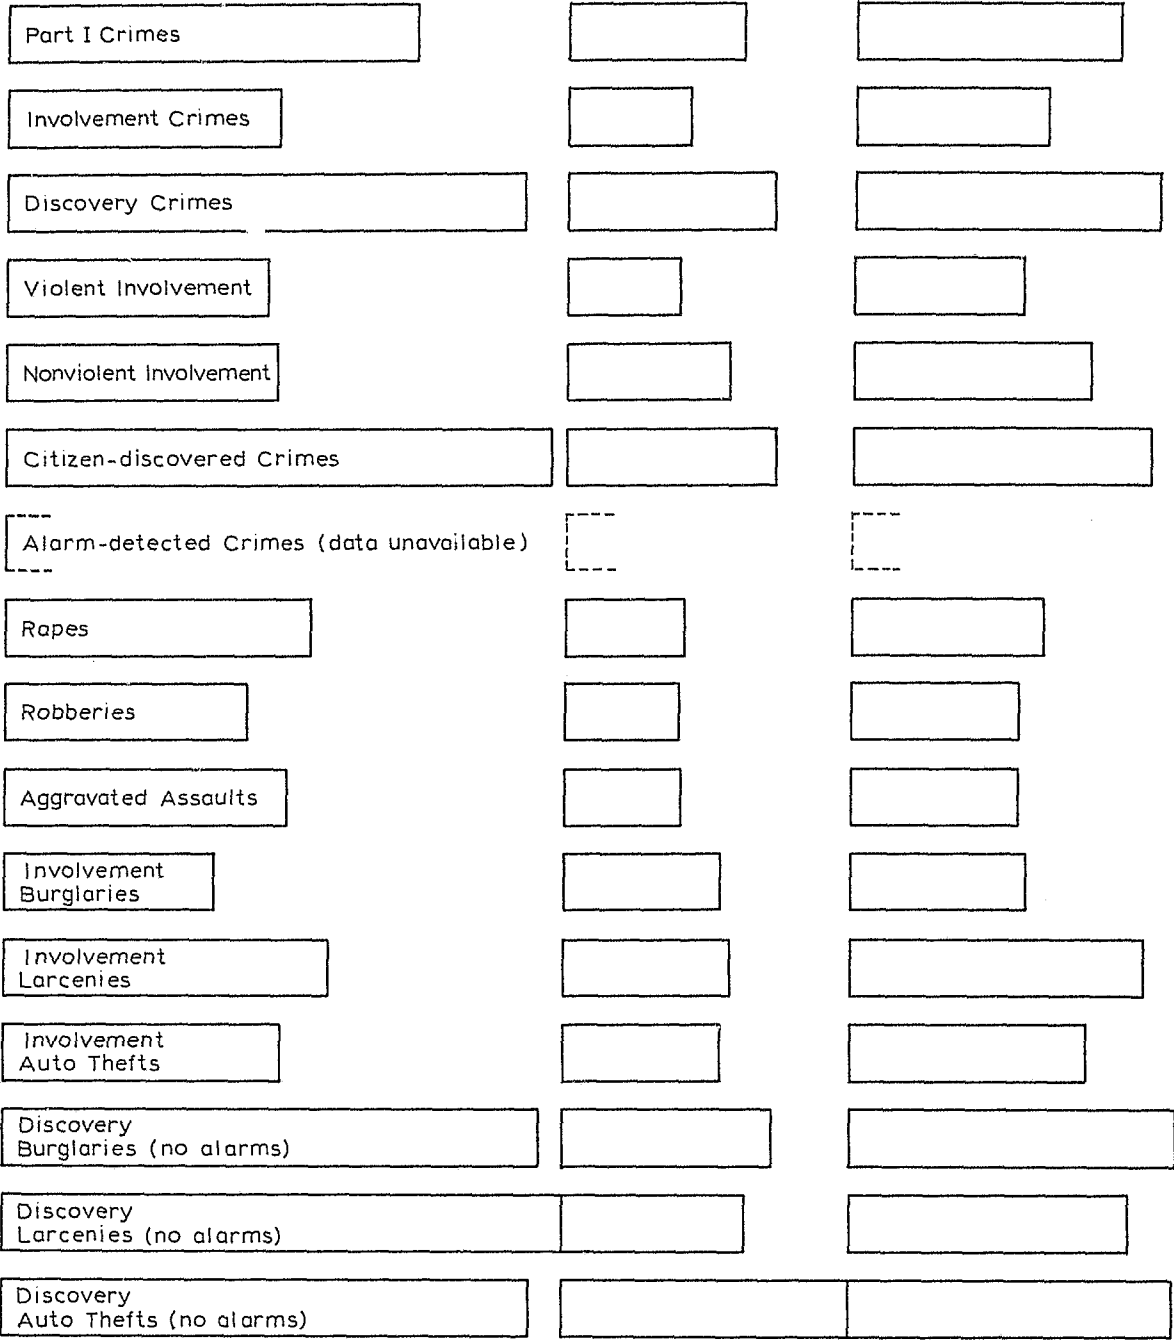 Part I Crimes
Involvement Crimes
Discovery Crimes
Violent Involvement
Nonviolent Involvement
Citizen-discovered Crimes
Alarm-detected Crimes (data unavailable)
Rapes
Robberies
Aggravated Assaults
Involvement
Burglaries
Involvement
Larcenies
Involvement
Auto Thefts
Discovery
Burglaries (no alarms)
Discovery
Larcenies (no alarms)
Discovery
Auto Thefts (no alarms)